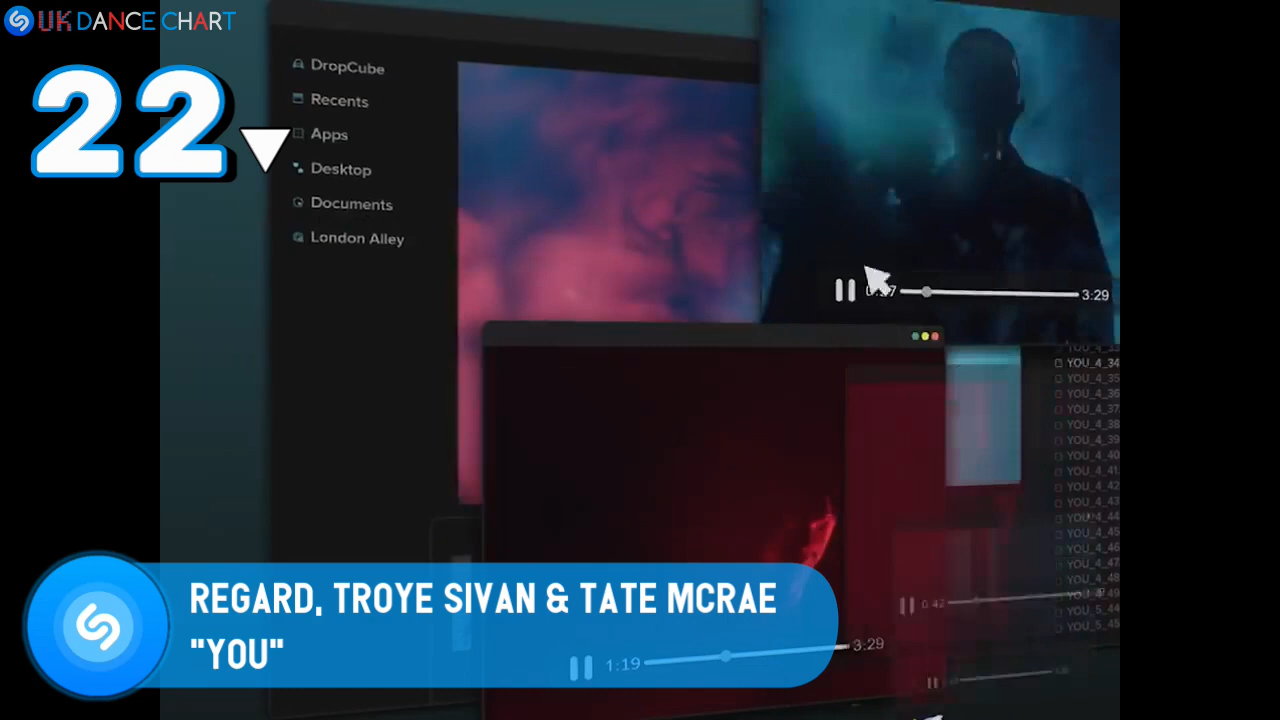 UK DANCE CHART
22
DropCube
Recents
Apps
Desktop
Documents
London Alley
3:29
YOU_4_34
YOU_4_35
YOU_4_36
YOU_4_37
YOU_4_38
YOU_4_39
YOU_4_40
YOU_4_41
YOU_4_42
YOU_4_43
YOU_4_44
YOU_4_45
YOU_4_46
YOU_4_47
YOU_4_48
YOU_5_44
YOU_5_45
0:42
REGARD, TROYE SIVAN & TATE MCRAE
"YOU"
1:19
3:29